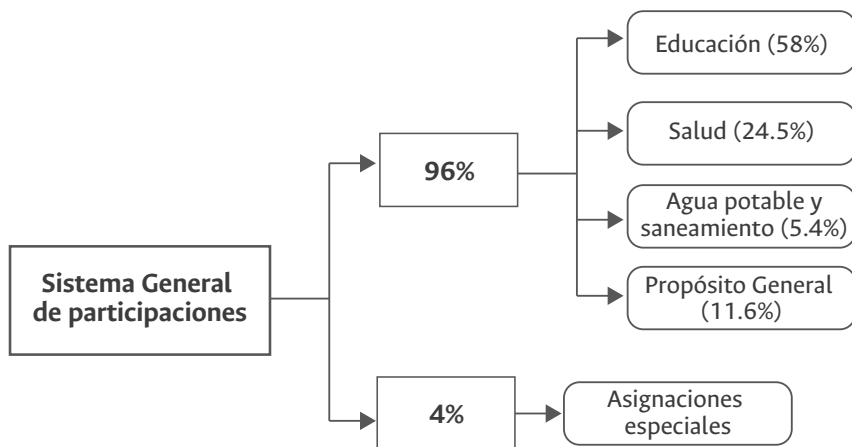 Sistema General
de participaciones
96%
Educación (58%)
Salud (24.5%)
Agua potable y
saneamiento (5.4%)
Propósito General
(11.6%)
4%
Asignaciones
especiales